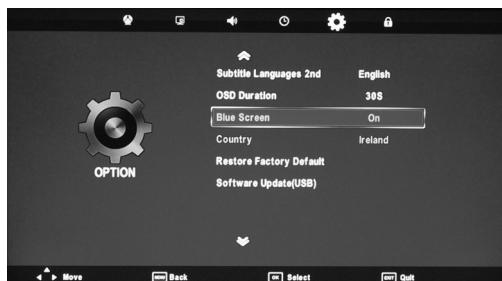 Subtitle Languages 2nd English
OSD Duration 30S
Blue Screen On
Country Ireland
Restore Factory Default
Software Update(USB)
OPTION
Move MENU Back OK Select EXIT Quit